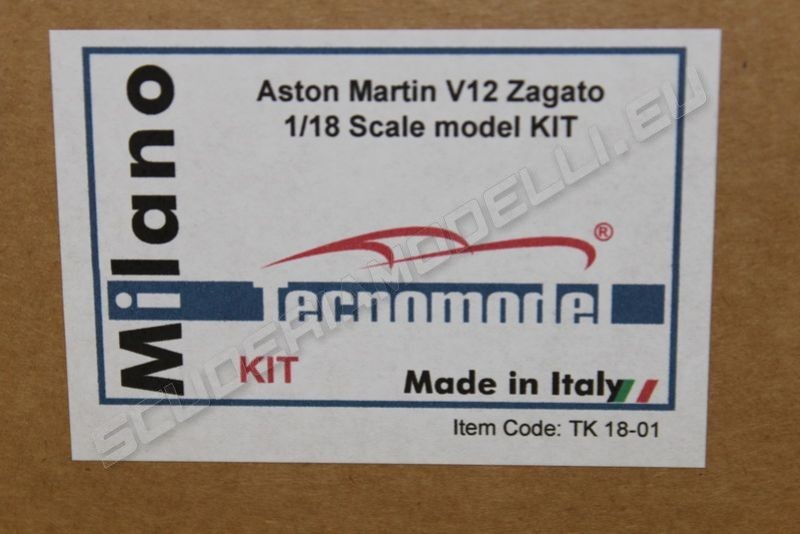 Aston Martin V12 Zagato
1/18 Scale model KIT
Milano
®
Tecnomodel
KIT
Made in Italy
Item Code: TK 18-01
SCUDERIAMODELLI.EU